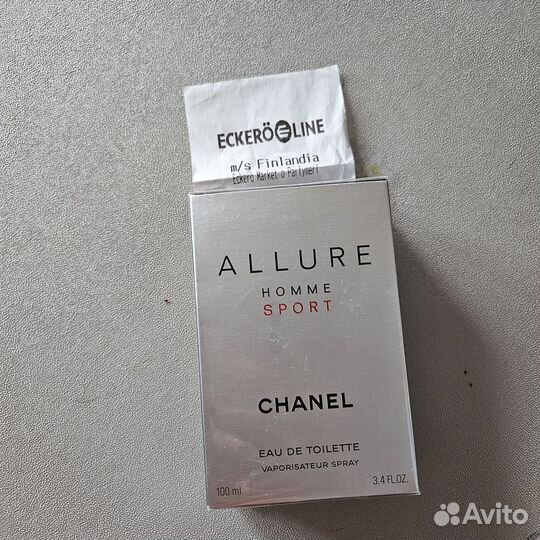 ECKERÖ LINE
m/s Finlandia
Eckerö Market o Parfymeri
ALLURE
HOMME
SPORT
CHANEL
EAU DE TOILETTE
VAPORISATEUR SPRAY
100 ml 3.4 FL.OZ.
Avito